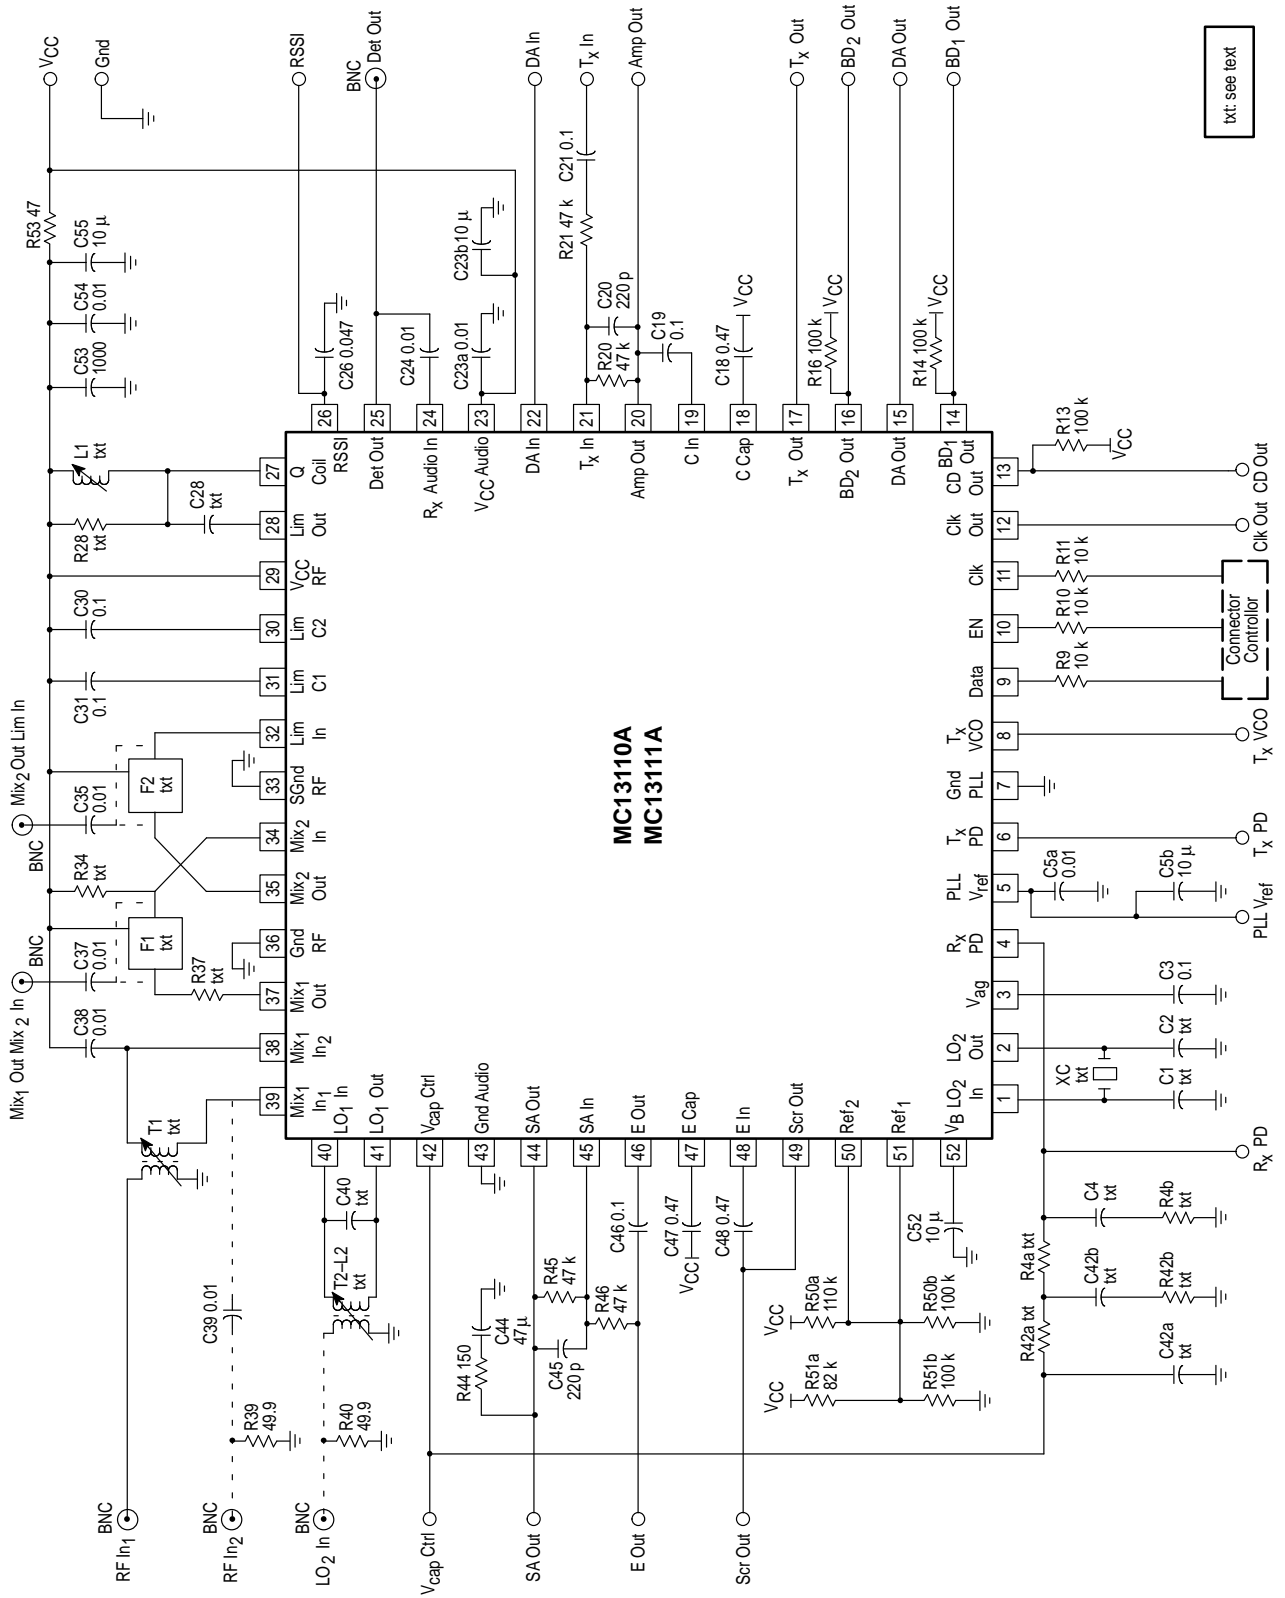 MC13110A
MC13111A
txt: see text
Mix1 Out Mix 2 In
BNC
Mix2 Out Lim In
BNC
C38
0.01
C37
0.01
F1
txt
R37
txt
R34
txt
C35
0.01
F2
txt
C31
0.1
C30
0.1
R28
txt
C28
txt
L1
txt
C53
1000
C54
0.01
C55
10 µ
R53 47
VCC
Gnd
T1
txt
39
Mix1
In1
38
Mix1
In2
37
Mix1
Out
36
Gnd
RF
35
Mix2
Out
34
Mix2
In
33
SGnd
RF
32
Lim
In
31
Lim
C1
30
Lim
C2
29
VCC
RF
28
Lim
Out
27
Q
Coil
26
RSSI
C26 0.047
RSSI
25
Det Out
BNC
Det Out
24
Rx Audio In
C24 0.01
23
VCC Audio
C23a 0.01
C23b10 µ
22
DA In
DA In
21
Tx In
R21 47 k
C21 0.1
Tx In
20
Amp Out
R20
47 k
C20
220 p
Amp Out
19
C In
C19
0.1
18
C Cap
C18 0.47
VCC
17
Tx Out
Tx Out
16
BD2 Out
R16 100 k
VCC
BD2 Out
15
DA Out
DA Out
14
BD1
Out
R14 100 k
VCC
BD1 Out
BNC
RF In1
BNC
RF In2
R39
49.9
C39 0.01
BNC
LO2 In
R40
49.9
T2–L2
txt
C40
txt
40
LO1 In
41
LO1 Out
Vcap Ctrl
42
Vcap Ctrl
43
Gnd Audio
SA Out
R44 150
C44
47µ
44
SA Out
C45
220 p
R45
47 k
45
SA In
R46
47 k
E Out
C46 0.1
46
E Out
VCC
C47 0.47
47
E Cap
Scr Out
C48 0.47
48
E In
49
Scr Out
VCC
R50a
110 k
R50b
100 k
50
Ref2
VCC
R51a
82 k
R51b
100 k
51
Ref1
C52
10 µ
52
VB
LO2
In
1
LO2
Out
2
Vag
3
Rx
PD
4
PLL
Vref
5
Tx
PD
6
Gnd
PLL
7
Tx
VCO
8
Data
9
EN
10
Clk
11
Clk
Out
12
CD
Out
13
R42a txt
C42a
txt
C42b
txt
R42b
txt
R4a txt
C4
txt
R4b
txt
Rx PD
XC
txt
C1
txt
C2
txt
C3
0.1
C5a
0.01
C5b
10 µ
PLL Vref
Tx PD
Tx VCO
R9
10 k
R10
10 k
R11
10 k
Connector
Controllor
Clk Out
R13
100 k
VCC
CD Out